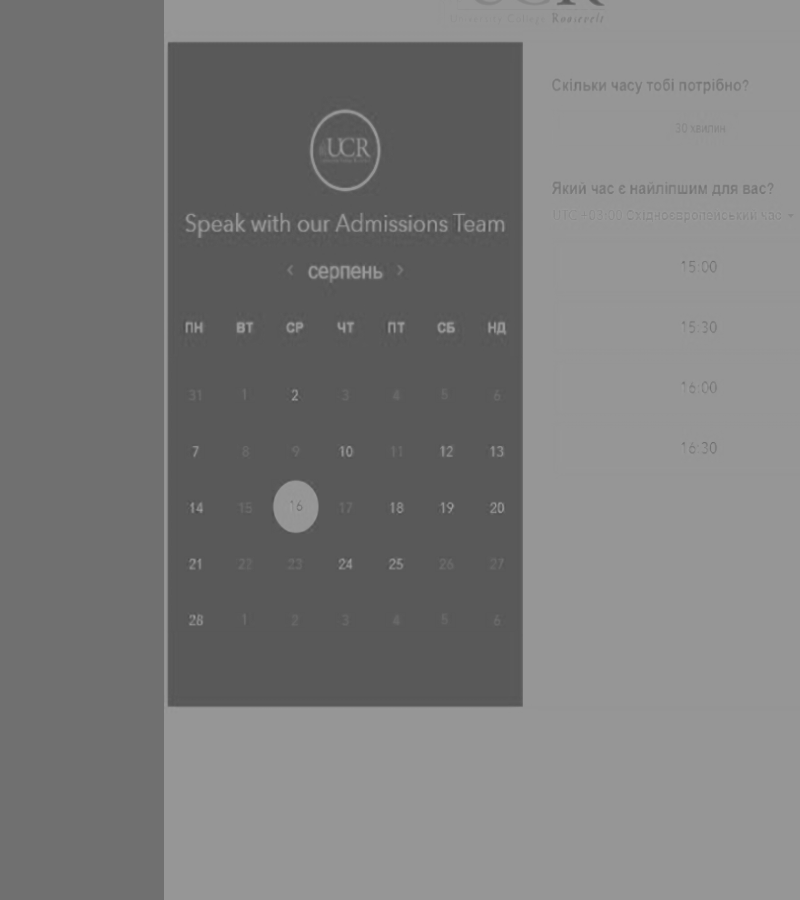 UCR
University College Roosevelt
UCR
Speak with our Admissions Team
< серпень >
ПН ВТ СР ЧТ ПТ СБ НД
31 1 2 3 4 5 6
7 8 9 10 11 12 13
14 15 16 17 18 19 20
21 22 23 24 25 26 27
28 1 2 3 4 5 6
Скільки часу тобі потрібно?
30 хвилин
Який час є найліпшим для вас?
UTC +03:00 Східноєвропейський час
15:00
15:30
16:00
16:30